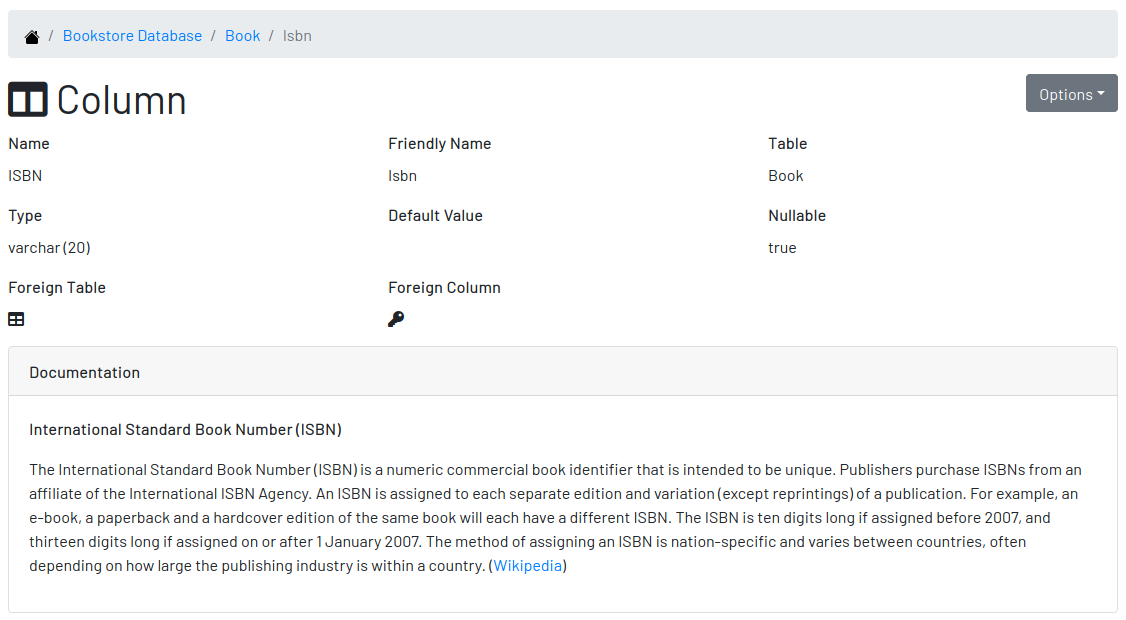 / Bookstore Database / Book / Isbn
Column
Options
Name Friendly Name Table
ISBN Isbn Book
Type Default Value Nullable
varchar(20) true
Foreign Table Foreign Column
Documentation
International Standard Book Number (ISBN)
The International Standard Book Number (ISBN) is a numeric commercial book identifier that is intended to be unique. Publishers purchase ISBNs from an
affiliate of the International ISBN Agency. An ISBN is assigned to each separate edition and variation (except reprintings) of a publication. For example, an
e-book, a paperback and a hardcover edition of the same book will each have a different ISBN. The ISBN is ten digits long if assigned before 2007, and
thirteen digits long if assigned on or after 1 January 2007. The method of assigning an ISBN is nation-specific and varies between countries, often
depending on how large the publishing industry is within a country. (Wikipedia)